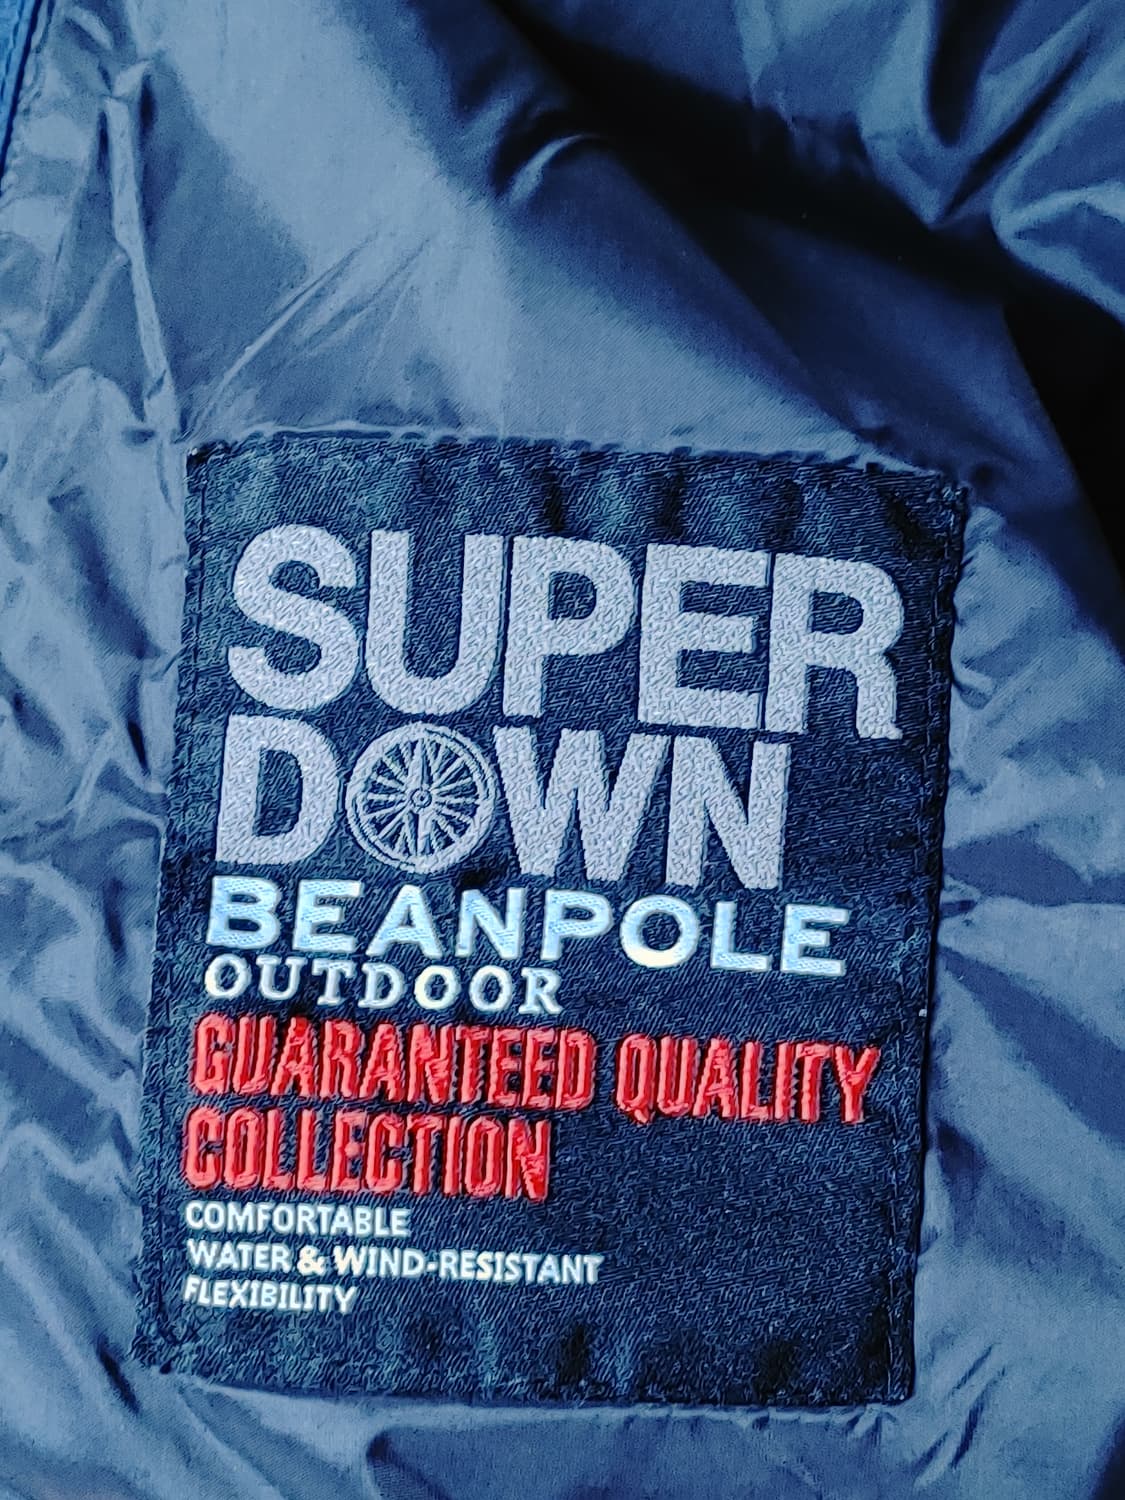 SUPER
DOWN
BEANPOLE
OUTDOOR
GUARANTEED QUALITY
COLLECTION
COMFORTABLE
WATER & WIND-RESISTANT
FLEXIBILITY